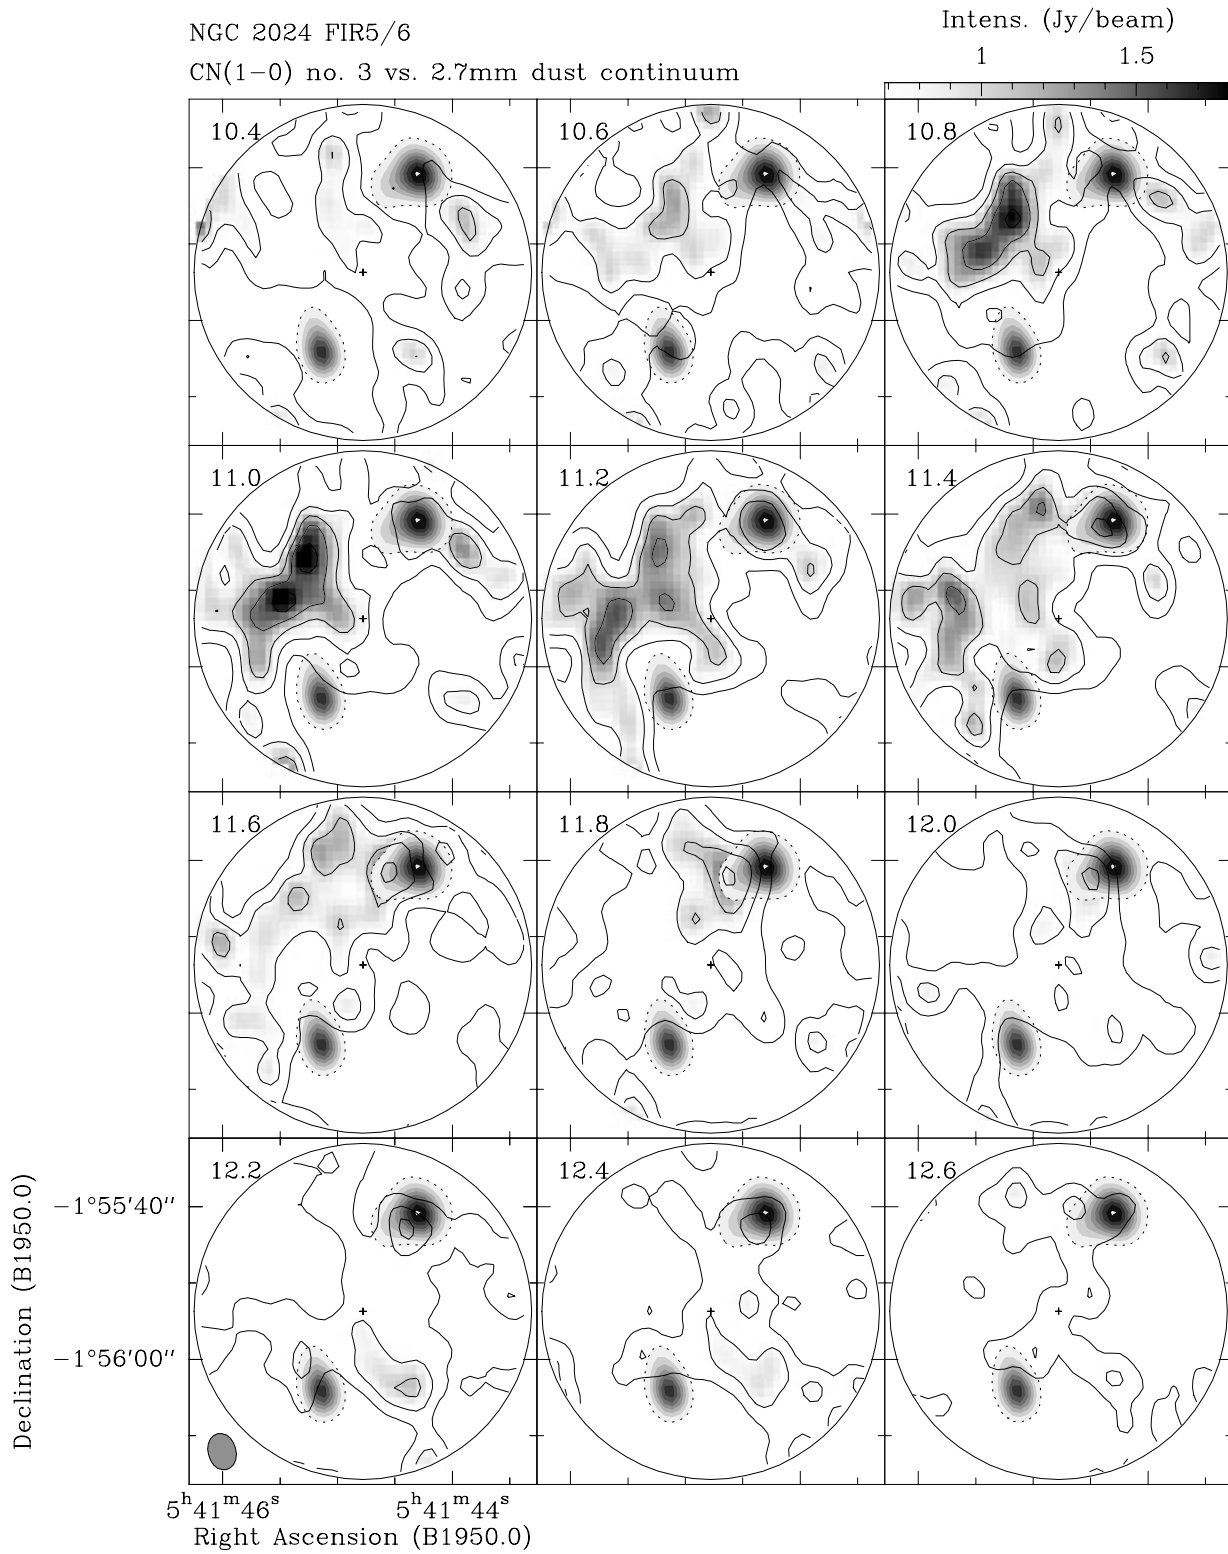 NGC 2024 FIR5/6
CN(1−0) no. 3 vs. 2.7mm dust continuum
Intens. (Jy/beam)
1 1.5
10.4 10.6 10.8
11.0 11.2 11.4
11.6 11.8 12.0
12.2 12.4 12.6
−1°55′40″
−1°56′00″
Declination (B1950.0)
5ʰ41ᵐ46ˢ 5ʰ41ᵐ44ˢ
Right Ascension (B1950.0)